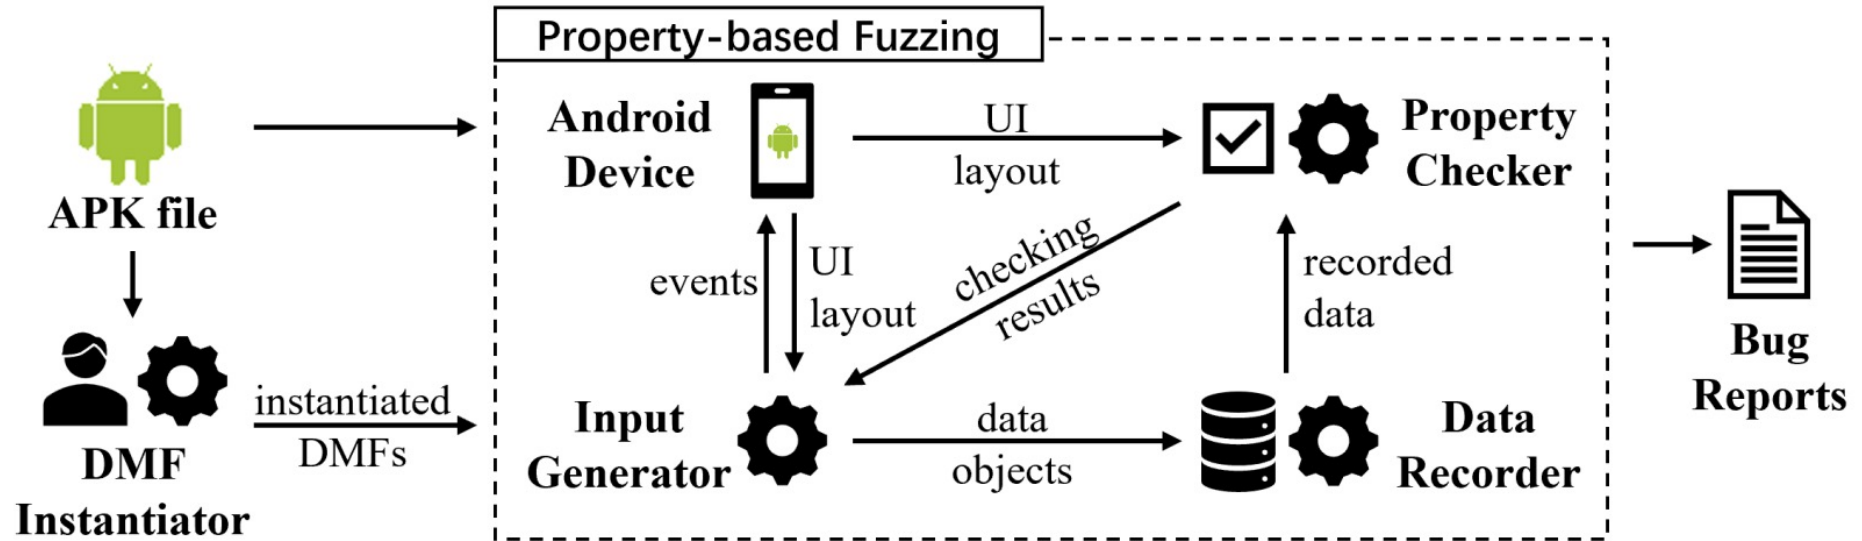 Property-based Fuzzing
APK file
DMF
Instantiator
instantiated
DMFs
Android
Device
UI
layout
Property
Checker
events
UI
layout
checking
results
recorded
data
Input
Generator
data
objects
Data
Recorder
Bug
Reports